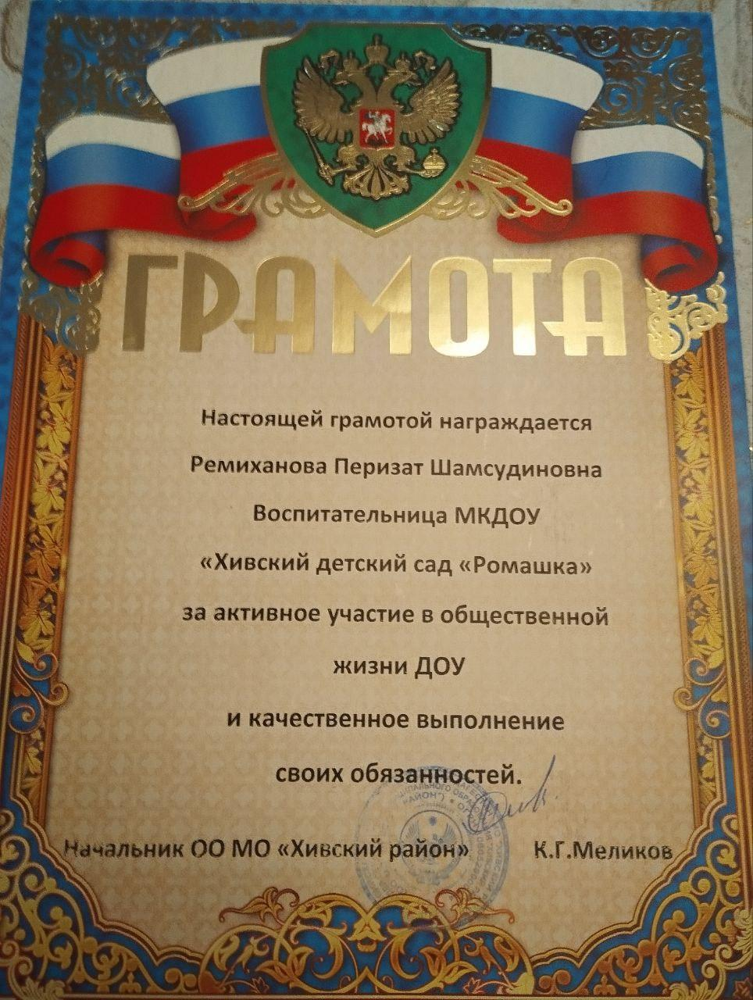 ГРАМОТА
Настоящей грамотой награждается
Ремиханова Перизат Шамсудиновна
Воспитательница МКДОУ
«Хивский детский сад «Ромашка»
за активное участие в общественной
жизни ДОУ
и качественное выполнение
своих обязанностей.
Начальник ОО МО «Хивский район» К.Г.Меликов